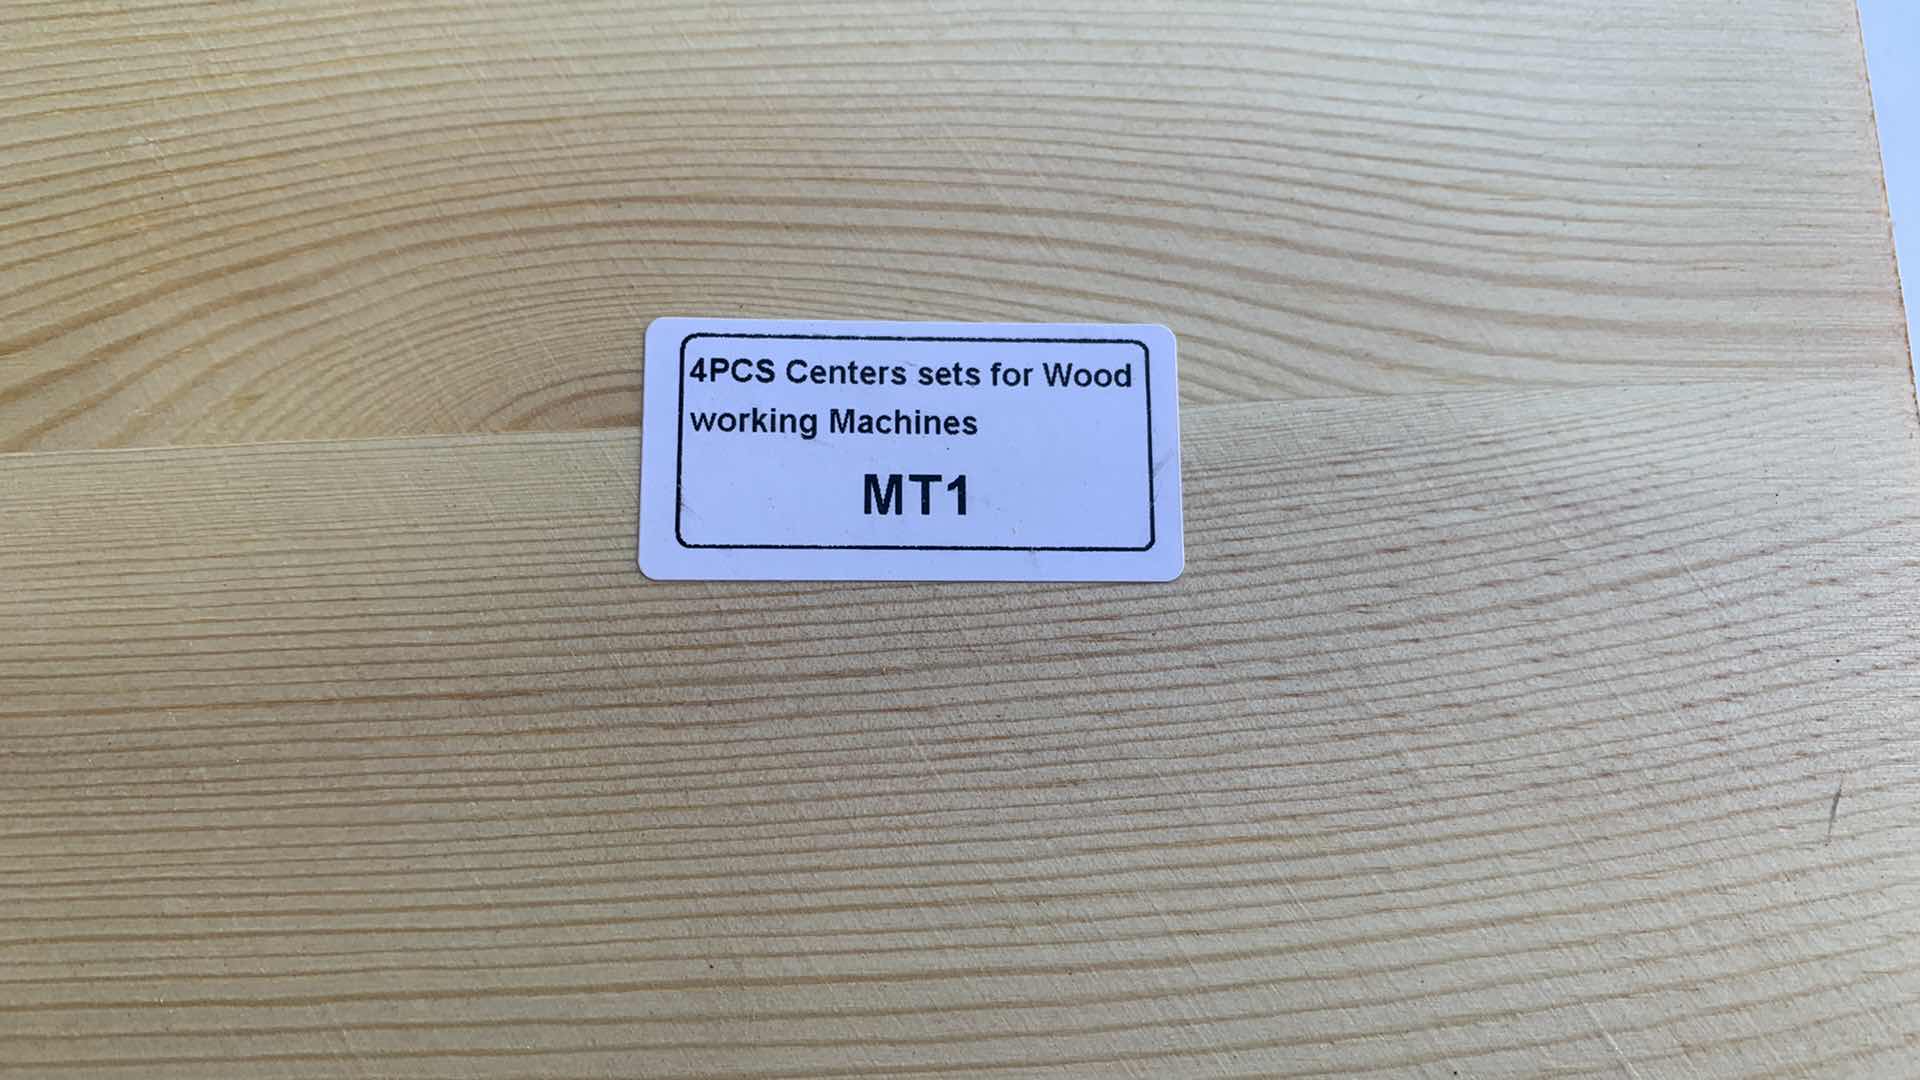 4PCS Centers sets for Wood
working Machines
MT1